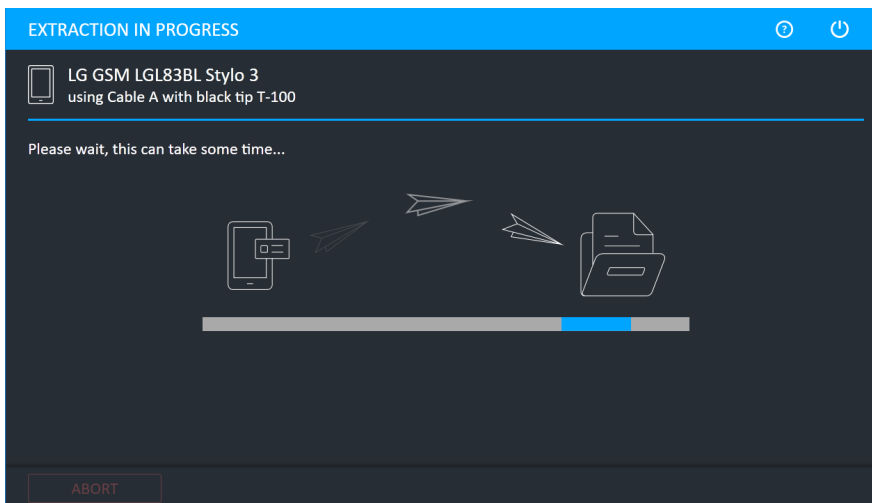 EXTRACTION IN PROGRESS
LG GSM LGL83BL Stylo 3
using Cable A with black tip T-100
Please wait, this can take some time...
ABORT